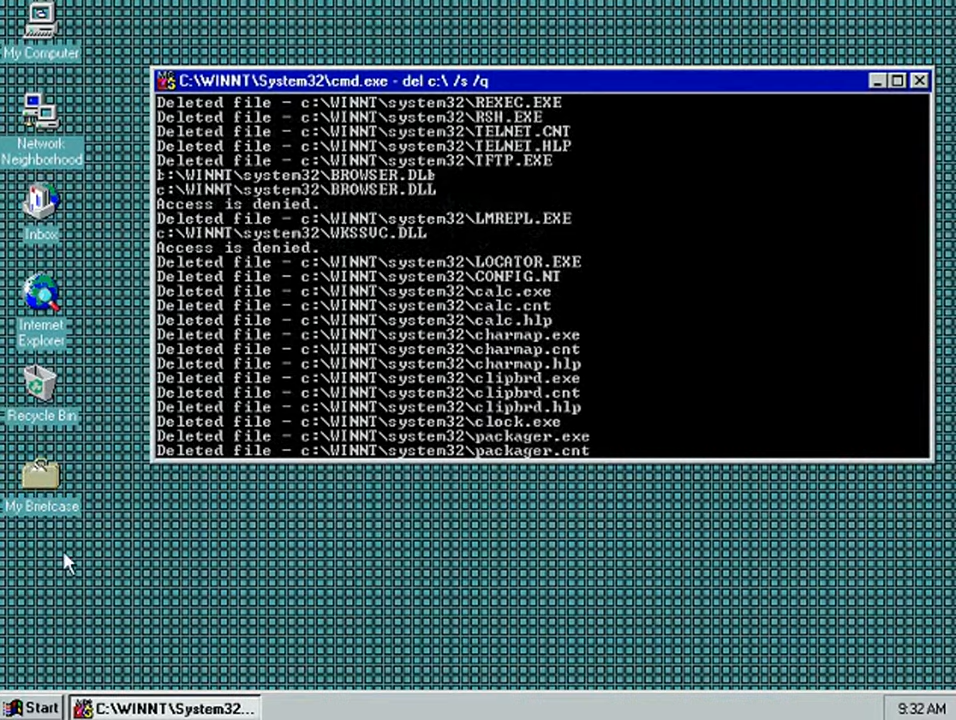 My Computer
Network
Neighborhood
Inbox
Internet
Explorer
Recycle Bin
My Briefcase
C:\WINNT\System32\cmd.exe - del c:\ /s /q
Deleted file - c:\WINNT\system32\REXEC.EXE
Deleted file - c:\WINNT\system32\RSH.EXE
Deleted file - c:\WINNT\system32\TELNET.CNT
Deleted file - c:\WINNT\system32\TELNET.HLP
Deleted file - c:\WINNT\system32\TFTP.EXE
:\WINNT\system32\BROWSER.DL
c:\WINNT\system32\BROWSER.DLL
Access is denied.
Deleted file - c:\WINNT\system32\LMREPL.EXE
c:\WINNT\system32\WKSSVC.DLL
Access is denied.
Deleted file - c:\WINNT\system32\LOCATOR.EXE
Deleted file - c:\WINNT\system32\CONFIG.NT
Deleted file - c:\WINNT\system32\calc.exe
Deleted file - c:\WINNT\system32\calc.cnt
Deleted file - c:\WINNT\system32\calc.hlp
Deleted file - c:\WINNT\system32\charmap.exe
Deleted file - c:\WINNT\system32\charmap.cnt
Deleted file - c:\WINNT\system32\charmap.hlp
Deleted file - c:\WINNT\system32\clipbrd.exe
Deleted file - c:\WINNT\system32\clipbrd.cnt
Deleted file - c:\WINNT\system32\clipbrd.hlp
Deleted file - c:\WINNT\system32\clock.exe
Deleted file - c:\WINNT\system32\packager.exe
Deleted file - c:\WINNT\system32\packager.cnt
Start
C:\WINNT\System32...
9:32 AM